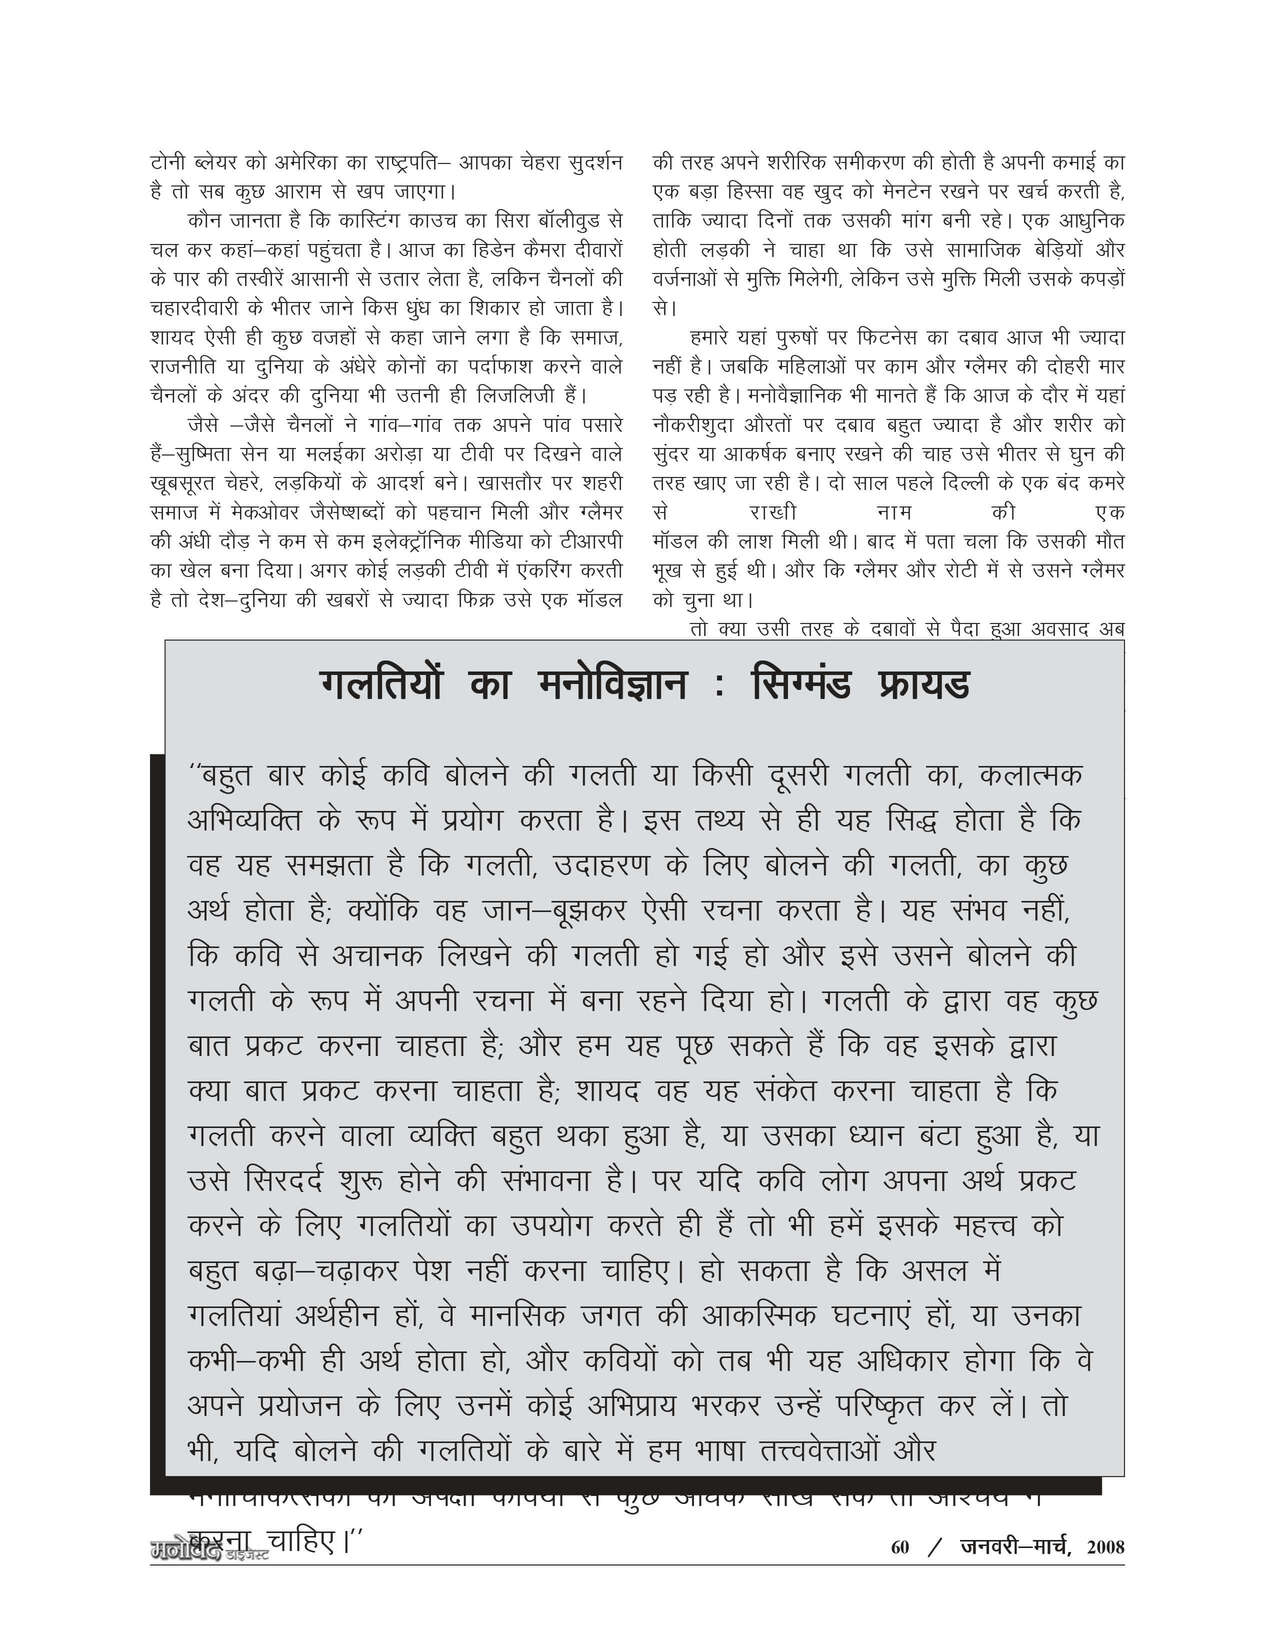 टोनी ब्लेयर को अमेरिका का राष्ट्रपति– आपका चेहरा सुदर्शन
है तो सब कुछ आराम से खप जाएगा।
कौन जानता है कि कास्टिंग काउच का सिरा बॉलीवुड से
चल कर कहां–कहां पहुंचता है। आज का हिडेन कैमरा दीवारों
के पार की तस्वीरें आसानी से उतार लेता है, लकिन चैनलों की
चहारदीवारी के भीतर जाने किस धुंध का शिकार हो जाता है।
शायद ऐसी ही कुछ वजहों से कहा जाने लगा है कि समाज,
राजनीति या दुनिया के अंधेरे कोनों का पर्दाफाश करने वाले
चैनलों के अंदर की दुनिया भी उतनी ही लिजलिजी हैं।
जैसे –जैसे चैनलों ने गांव–गांव तक अपने पांव पसारे
हैं–सुष्मिता सेन या मलईका अरोड़ा या टीवी पर दिखने वाले
खूबसूरत चेहरे, लड़कियों के आदर्श बने। खासतौर पर शहरी
समाज में मेकओवर जैसेष्शब्दों को पहचान मिली और ग्लैमर
की अंधी दौड़ ने कम से कम इलेक्ट्रॉनिक मीडिया को टीआरपी
का खेल बना दिया। अगर कोई लड़की टीवी में एंकरिंग करती
है तो देश–दुनिया की खबरों से ज्यादा फिक्र उसे एक मॉडल
की तरह अपने शरीरिक समीकरण की होती है अपनी कमाई का
एक बड़ा हिस्सा वह खुद को मेनटेन रखने पर खर्च करती है,
ताकि ज्यादा दिनों तक उसकी मांग बनी रहे। एक आधुनिक
होती लड़की ने चाहा था कि उसे सामाजिक बेड़ियों और
वर्जनाओं से मुक्ति मिलेगी, लेकिन उसे मुक्ति मिली उसके कपड़ों
से।
हमारे यहां पुरुषों पर फिटनेस का दबाव आज भी ज्यादा
नहीं है। जबकि महिलाओं पर काम और ग्लैमर की दोहरी मार
पड़ रही है। मनोवैज्ञानिक भी मानते हैं कि आज के दौर में यहां
नौकरीशुदा औरतों पर दबाव बहुत ज्यादा है और शरीर को
सुंदर या आकर्षक बनाए रखने की चाह उसे भीतर से घुन की
तरह खाए जा रही है। दो साल पहले दिल्ली के एक बंद कमरे
से राखी नाम की एक
मॉडल की लाश मिली थी। बाद में पता चला कि उसकी मौत
भूख से हुई थी। और कि ग्लैमर और रोटी में से उसने ग्लैमर
को चुना था।
तो क्या उसी तरह के दबावों से पैदा हुआ अवसाद अब
गलतियों का मनोविज्ञान : सिग्मंड फ्रायड
‘‘बहुत बार कोई कवि बोलने की गलती या किसी दूसरी गलती का, कलात्मक
अभिव्यक्ति के रूप में प्रयोग करता है। इस तथ्य से ही यह सिद्ध होता है कि
वह यह समझता है कि गलती, उदाहरण के लिए बोलने की गलती, का कुछ
अर्थ होता है; क्योंकि वह जान–बूझकर ऐसी रचना करता है। यह संभव नहीं,
कि कवि से अचानक लिखने की गलती हो गई हो और इसे उसने बोलने की
गलती के रूप में अपनी रचना में बना रहने दिया हो। गलती के द्वारा वह कुछ
बात प्रकट करना चाहता है; और हम यह पूछ सकते हैं कि वह इसके द्वारा
क्या बात प्रकट करना चाहता है; शायद वह यह संकेत करना चाहता है कि
गलती करने वाला व्यक्ति बहुत थका हुआ है, या उसका ध्यान बंटा हुआ है, या
उसे सिरदर्द शुरू होने की संभावना है। पर यदि कवि लोग अपना अर्थ प्रकट
करने के लिए गलतियों का उपयोग करते ही हैं तो भी हमें इसके महत्त्व को
बहुत बढ़ा–चढ़ाकर पेश नहीं करना चाहिए। हो सकता है कि असल में
गलतियां अर्थहीन हों, वे मानसिक जगत की आकस्मिक घटनाएं हों, या उनका
कभी–कभी ही अर्थ होता हो, और कवियों को तब भी यह अधिकार होगा कि वे
अपने प्रयोजन के लिए उनमें कोई अभिप्राय भरकर उन्हें परिष्कृत कर लें। तो
भी, यदि बोलने की गलतियों के बारे में हम भाषा तत्त्ववेत्ताओं और
मनोचिकित्सकों की अपेक्षा कवियों से कुछ अधिक सीख सकें तो आश्चर्य न
करना चाहिए।’’
मनोवेद डाइजेस्ट
60 / जनवरी–मार्च, 2008